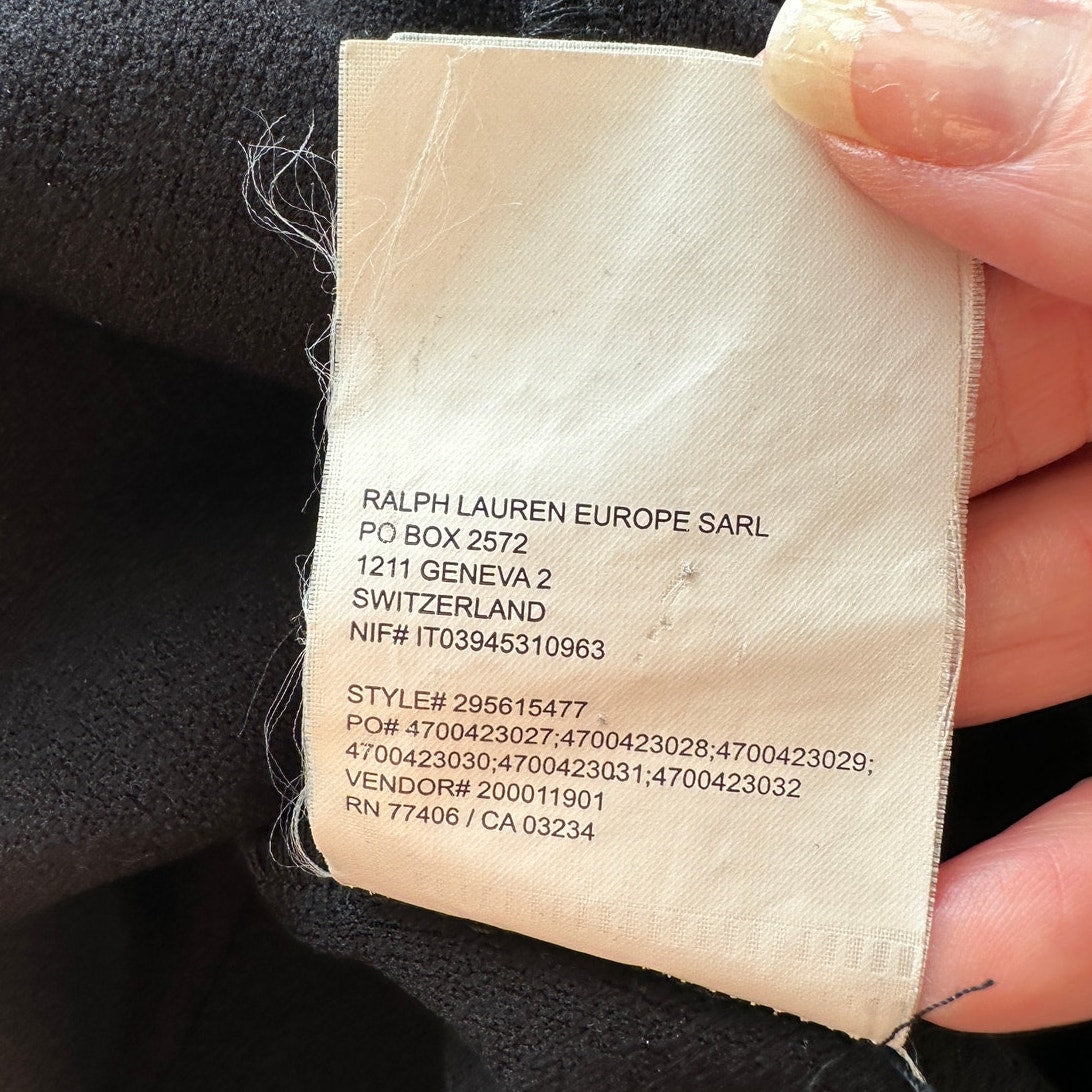 RALPH LAUREN EUROPE SARL
PO BOX 2572
1211 GENEVA 2
SWITZERLAND
NIF# IT03945310963
STYLE# 295615477
PO# 4700423027;4700423028;4700423029;
4700423030;4700423031;4700423032
VENDOR# 200011901
RN 77406 / CA 03234